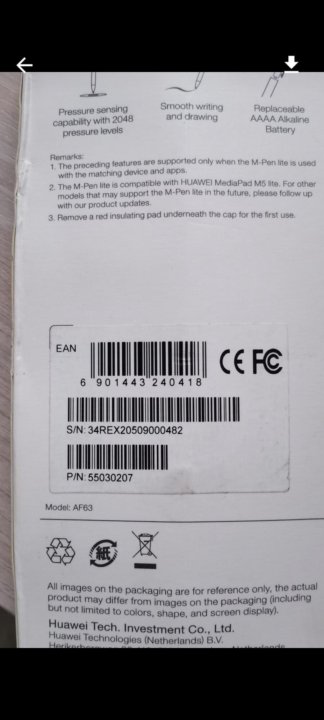 Pressure sensing
capability with 2048
pressure levels
Smooth writing
and drawing
Replaceable
AAAA Alkaline
Battery
Remarks:
1. The preceding features are supported only when the M-Pen lite is used
with the matching device and apps.
2. The M-Pen lite is compatible with HUAWEI MediaPad M5 lite. For other
models that may support the M-Pen lite in the future, please follow up
with our product updates.
3. Remove a red insulating pad underneath the cap for the first use.
EAN
6 901443 240418
CE FC
S/N: 34REX20509000482
P/N: 55030207
Model: AF63
紙
All images on the packaging are for reference only, the actual
product may differ from images on the packaging (including
but not limited to colors, shape, and screen display).
Huawei Tech. Investment Co., Ltd.
Huawei Technologies (Netherlands) B.V.